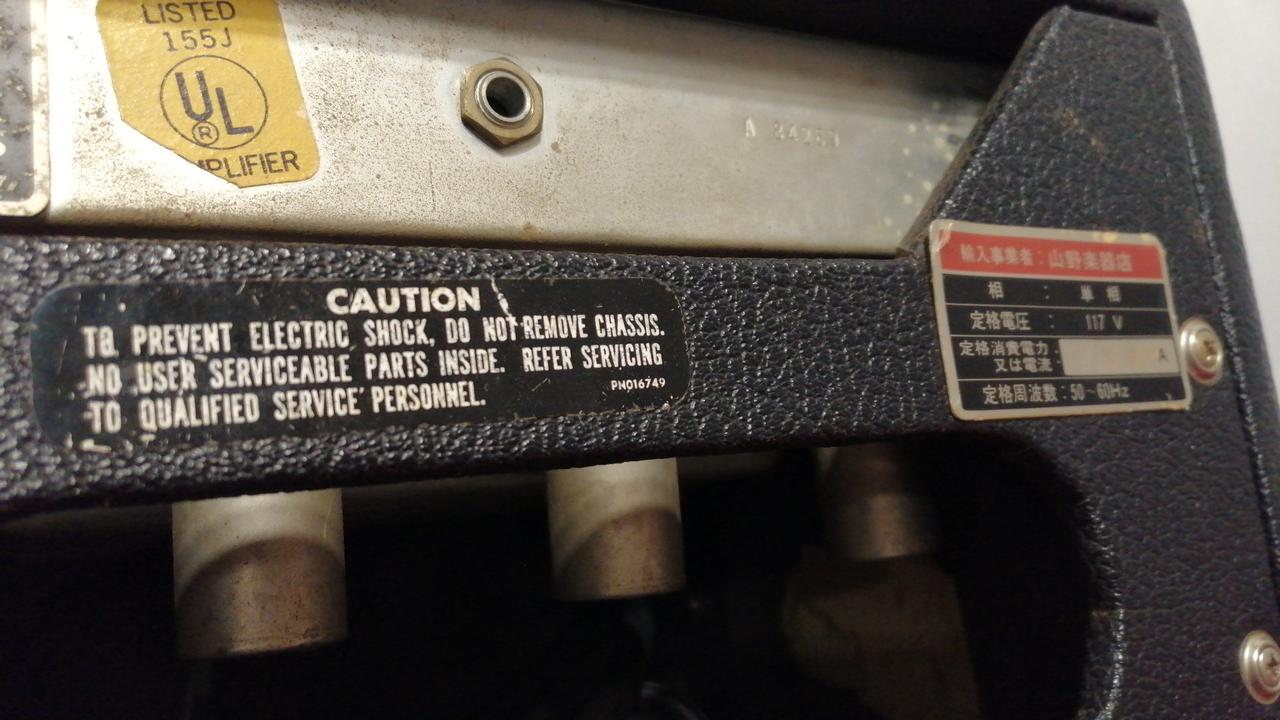 LISTED
155J
UL
®
MPLIFIER
CAUTION
TO PREVENT ELECTRIC SHOCK, DO NOT REMOVE CHASSIS.
NO USER SERVICEABLE PARTS INSIDE. REFER SERVICING
TO QUALIFIED SERVICE PERSONNEL.
PN016749
輸入事業者：山野楽器店
相 ： 単 相
定格電圧 ： 117 V
定格消費電力
又は電流 ： A
定格周波数：50～60Hz